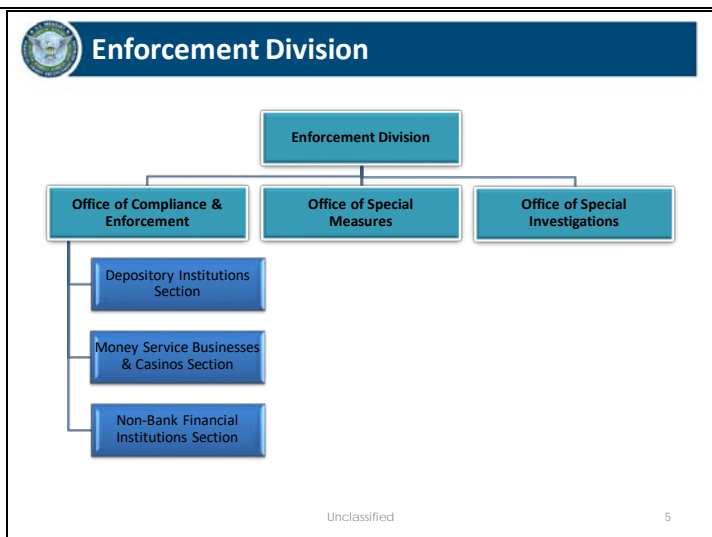 Enforcement Division
Enforcement Division
Office of Compliance &
Enforcement
Office of Special
Measures
Office of Special
Investigations
Depository Institutions
Section
Money Service Businesses
& Casinos Section
Non-Bank Financial
Institutions Section
Unclassified
5